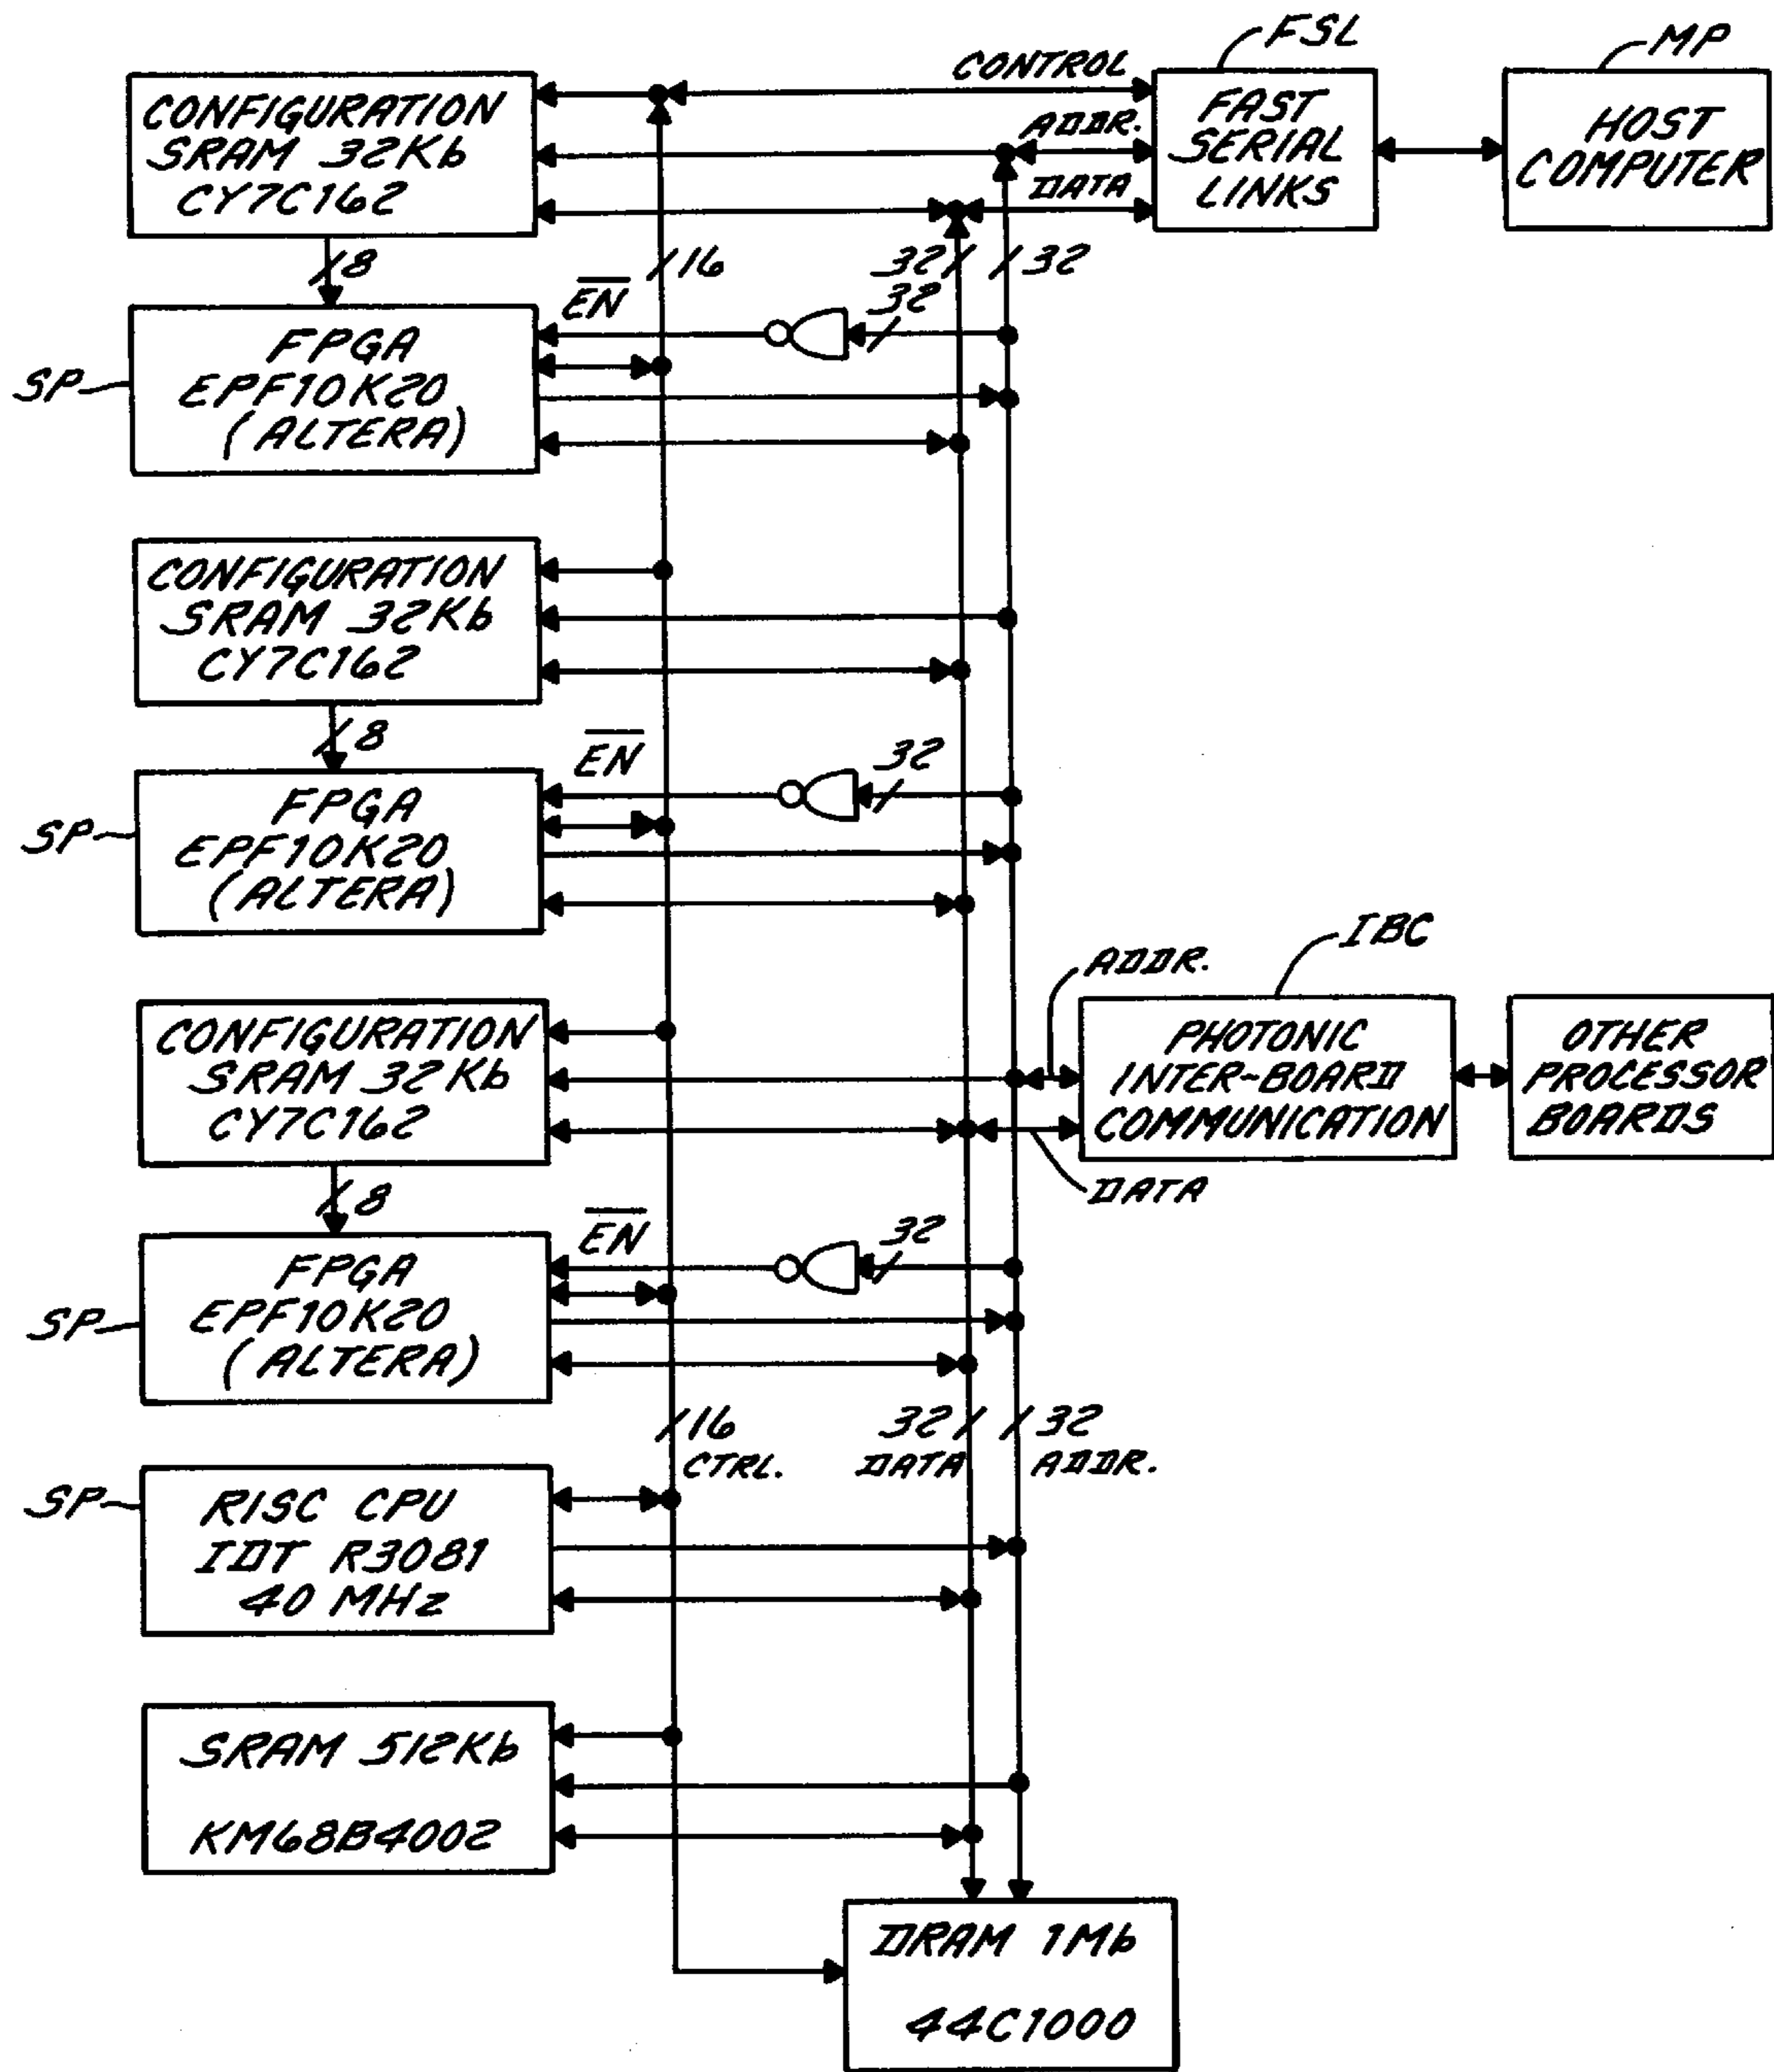 FSL
MP
CONTROL
ADDR.
DATA
CONFIGURATION
SRAM 32Kb
CY7C162
FAST
SERIAL
LINKS
HOST
COMPUTER
8
16
32
32
EN
32
SP
FPGA
EPF10K20
(ALTERA)
CONFIGURATION
SRAM 32Kb
CY7C162
8
EN
32
SP
FPGA
EPF10K20
(ALTERA)
IBC
ADDR.
CONFIGURATION
SRAM 32Kb
CY7C162
PHOTONIC
INTER-BOARD
COMMUNICATION
OTHER
PROCESSOR
BOARDS
DATA
8
EN
32
SP
FPGA
EPF10K20
(ALTERA)
16
CTRL.
32
DATA
32
ADDR.
SP
RISC CPU
IDT R3081
40 MHz
SRAM 512Kb
KM68B4002
DRAM 1Mb
44C1000